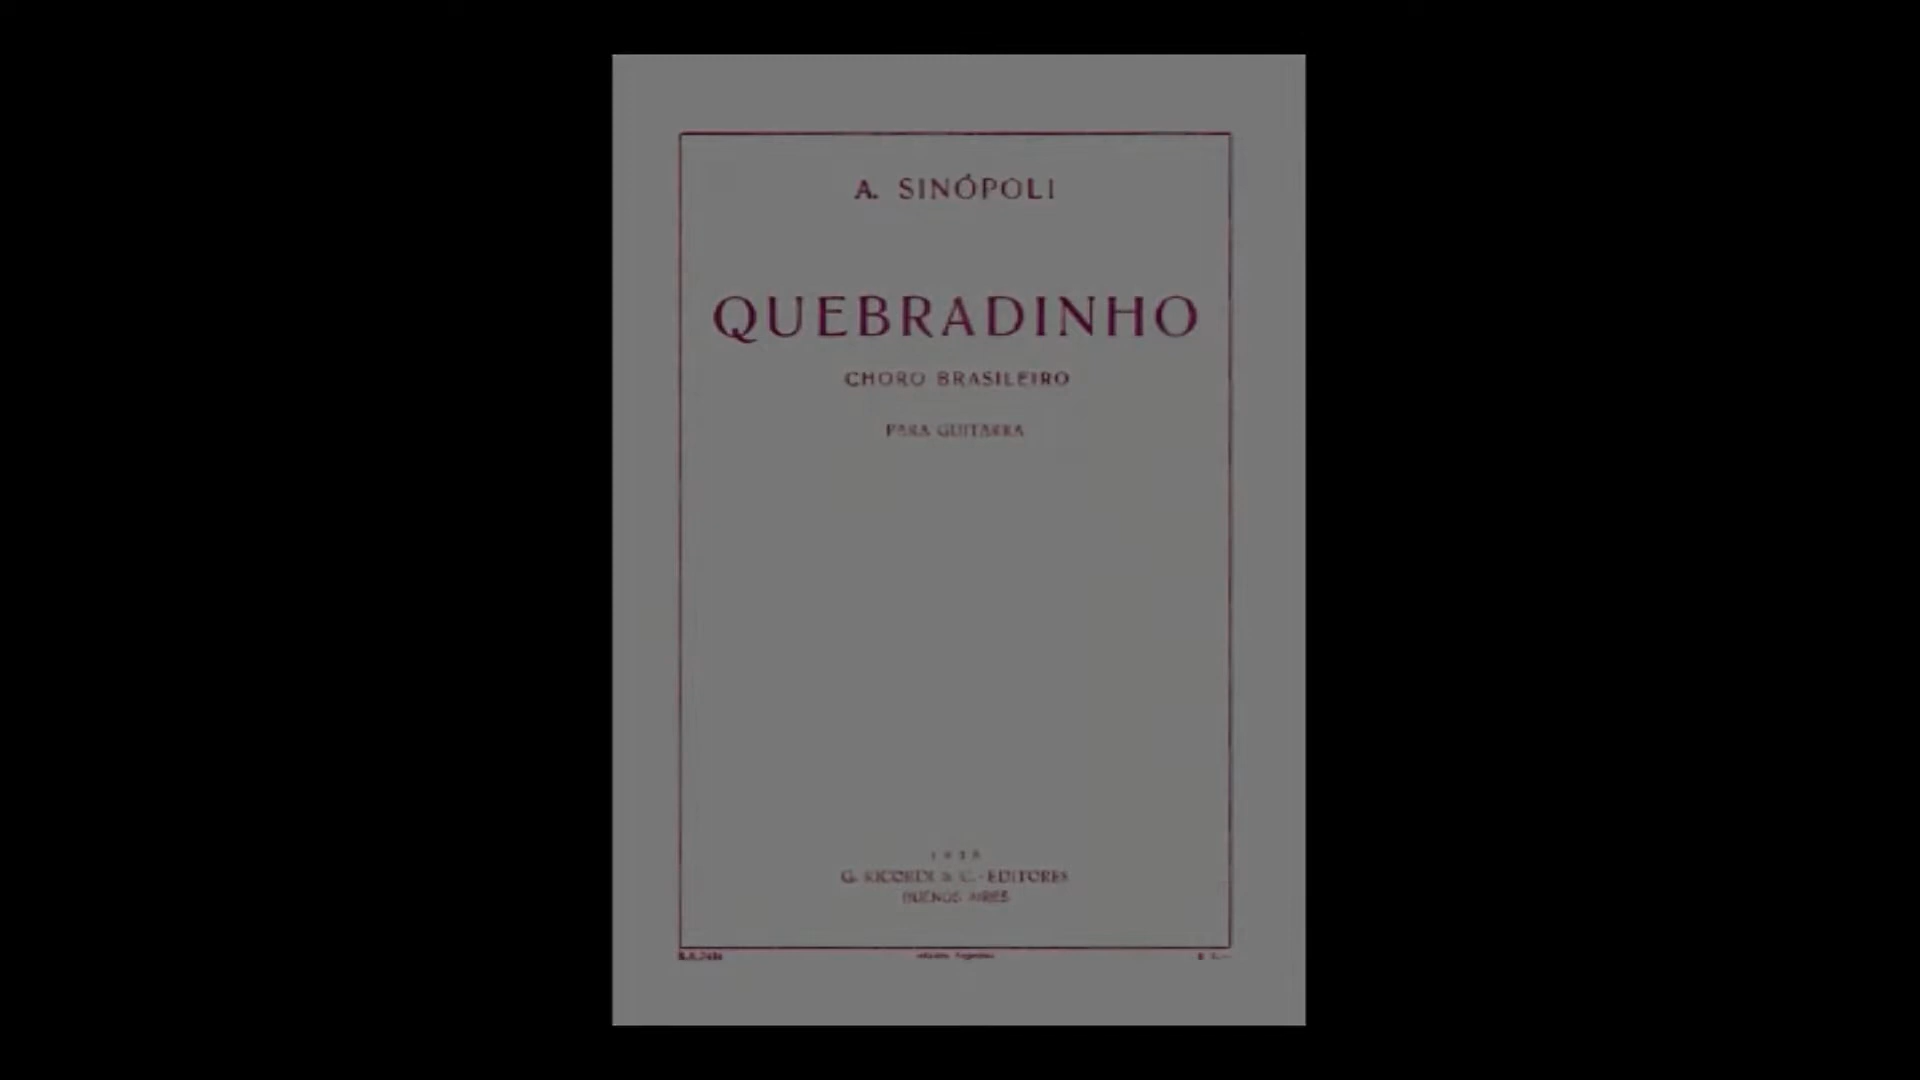 A. SINÓPOLI
QUEBRADINHO
CHORO BRASILEIRO
PARA GUITARRA
G. RICORDI & C. - EDITORES
BUENOS AIRES